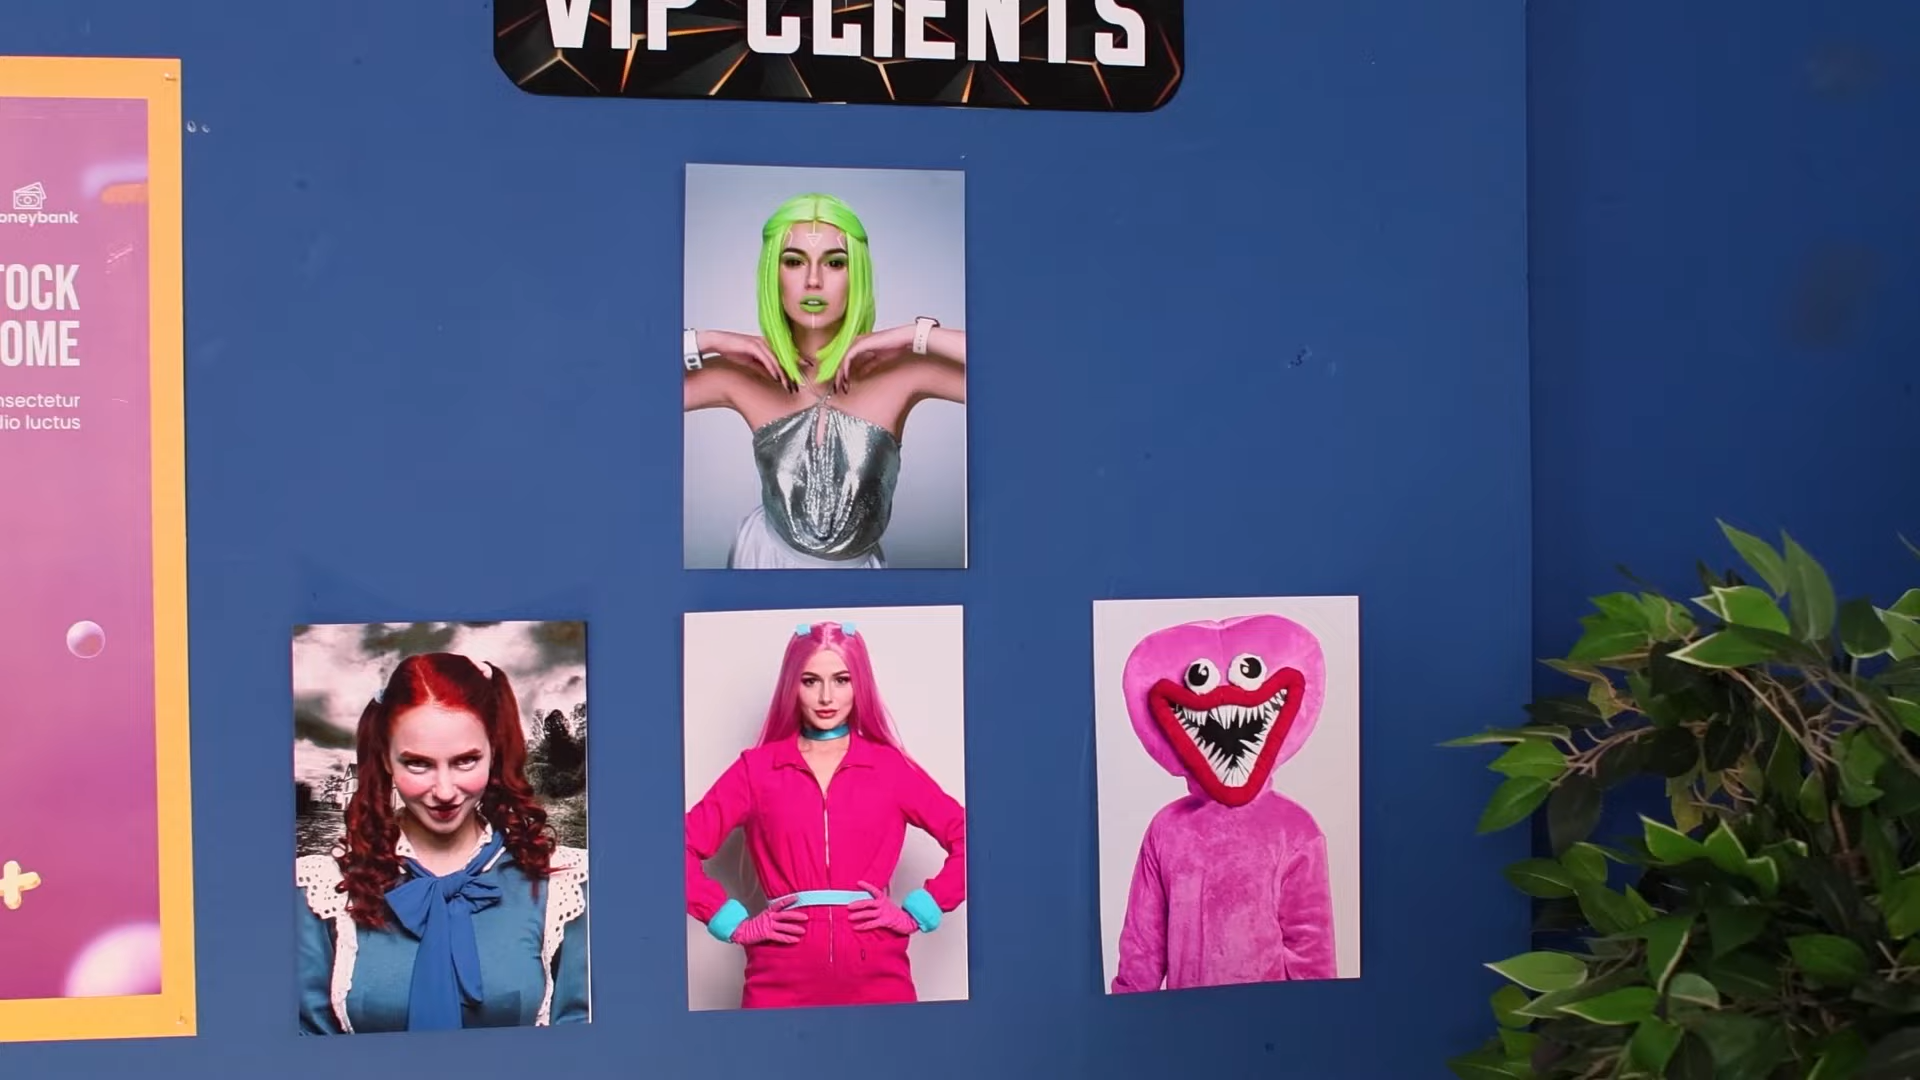 VIP CLIENTS
oneybank
TOCK
OME
nsectetur
dio luctus